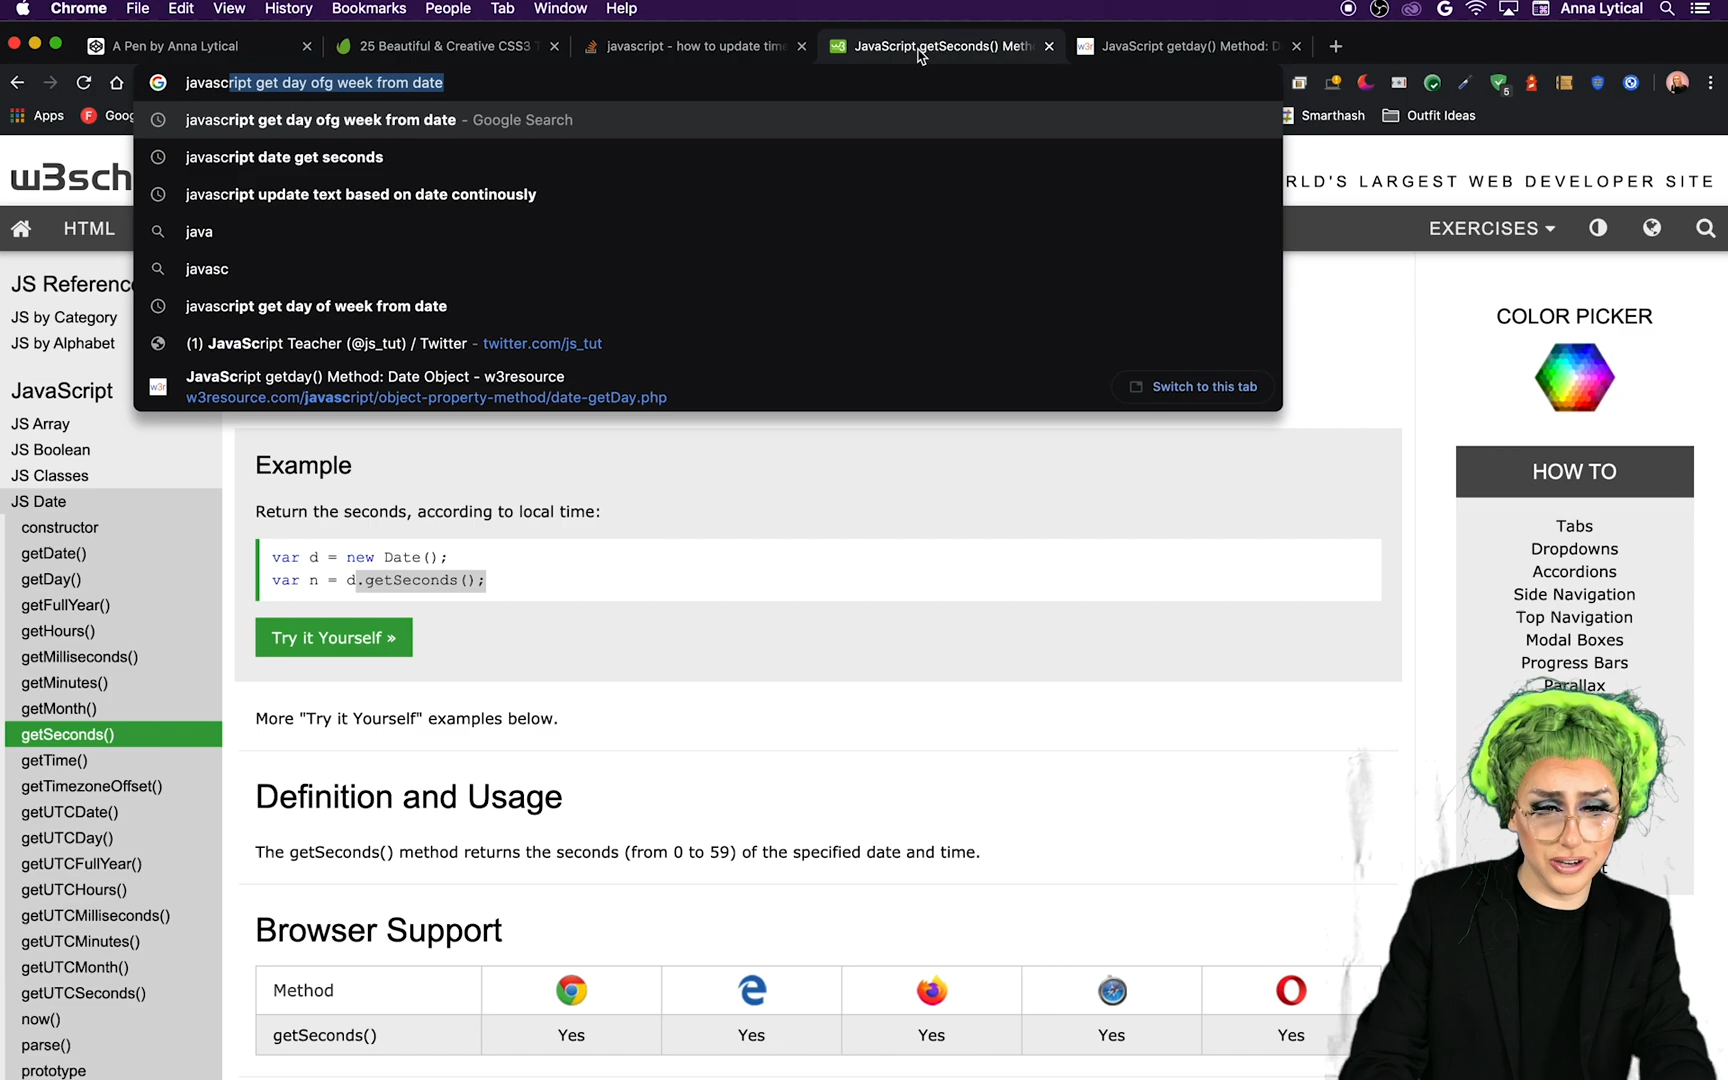 Chrome File Edit View History Bookmarks People Tab Window Help Anna Lytical
A Pen by Anna Lytical 25 Beautiful & Creative CSS3 javascript - how to update time JavaScript getSeconds() Meth JavaScript getday() Method: D
javascript get day ofg week from date
Apps Goog Smarthash Outfit Ideas
javascript get day ofg week from date - Google Search
javascript date get seconds
javascript update text based on date continously
java
javasc
javascript get day of week from date
(1) JavaScript Teacher (@js_tut) / Twitter - twitter.com/js_tut
JavaScript getday() Method: Date Object - w3resource
w3resource.com/javascript/object-property-method/date-getDay.php
Switch to this tab
w3sch
RLD'S LARGEST WEB DEVELOPER SITE
HTML EXERCISES
JS Reference
JS by Category
JS by Alphabet
JavaScript
JS Array
JS Boolean
JS Classes
JS Date
constructor
getDate()
getDay()
getFullYear()
getHours()
getMilliseconds()
getMinutes()
getMonth()
getSeconds()
getTime()
getTimezoneOffset()
getUTCDate()
getUTCDay()
getUTCFullYear()
getUTCHours()
getUTCMilliseconds()
getUTCMinutes()
getUTCMonth()
getUTCSeconds()
now()
parse()
prototype
Example
Return the seconds, according to local time:
var d = new Date();
var n = d.getSeconds();
Try it Yourself »
More "Try it Yourself" examples below.
Definition and Usage
The getSeconds() method returns the seconds (from 0 to 59) of the specified date and time.
Browser Support
Method
getSeconds() Yes Yes Yes Yes Yes
COLOR PICKER
HOW TO
Tabs
Dropdowns
Accordions
Side Navigation
Top Navigation
Modal Boxes
Progress Bars
Parallax